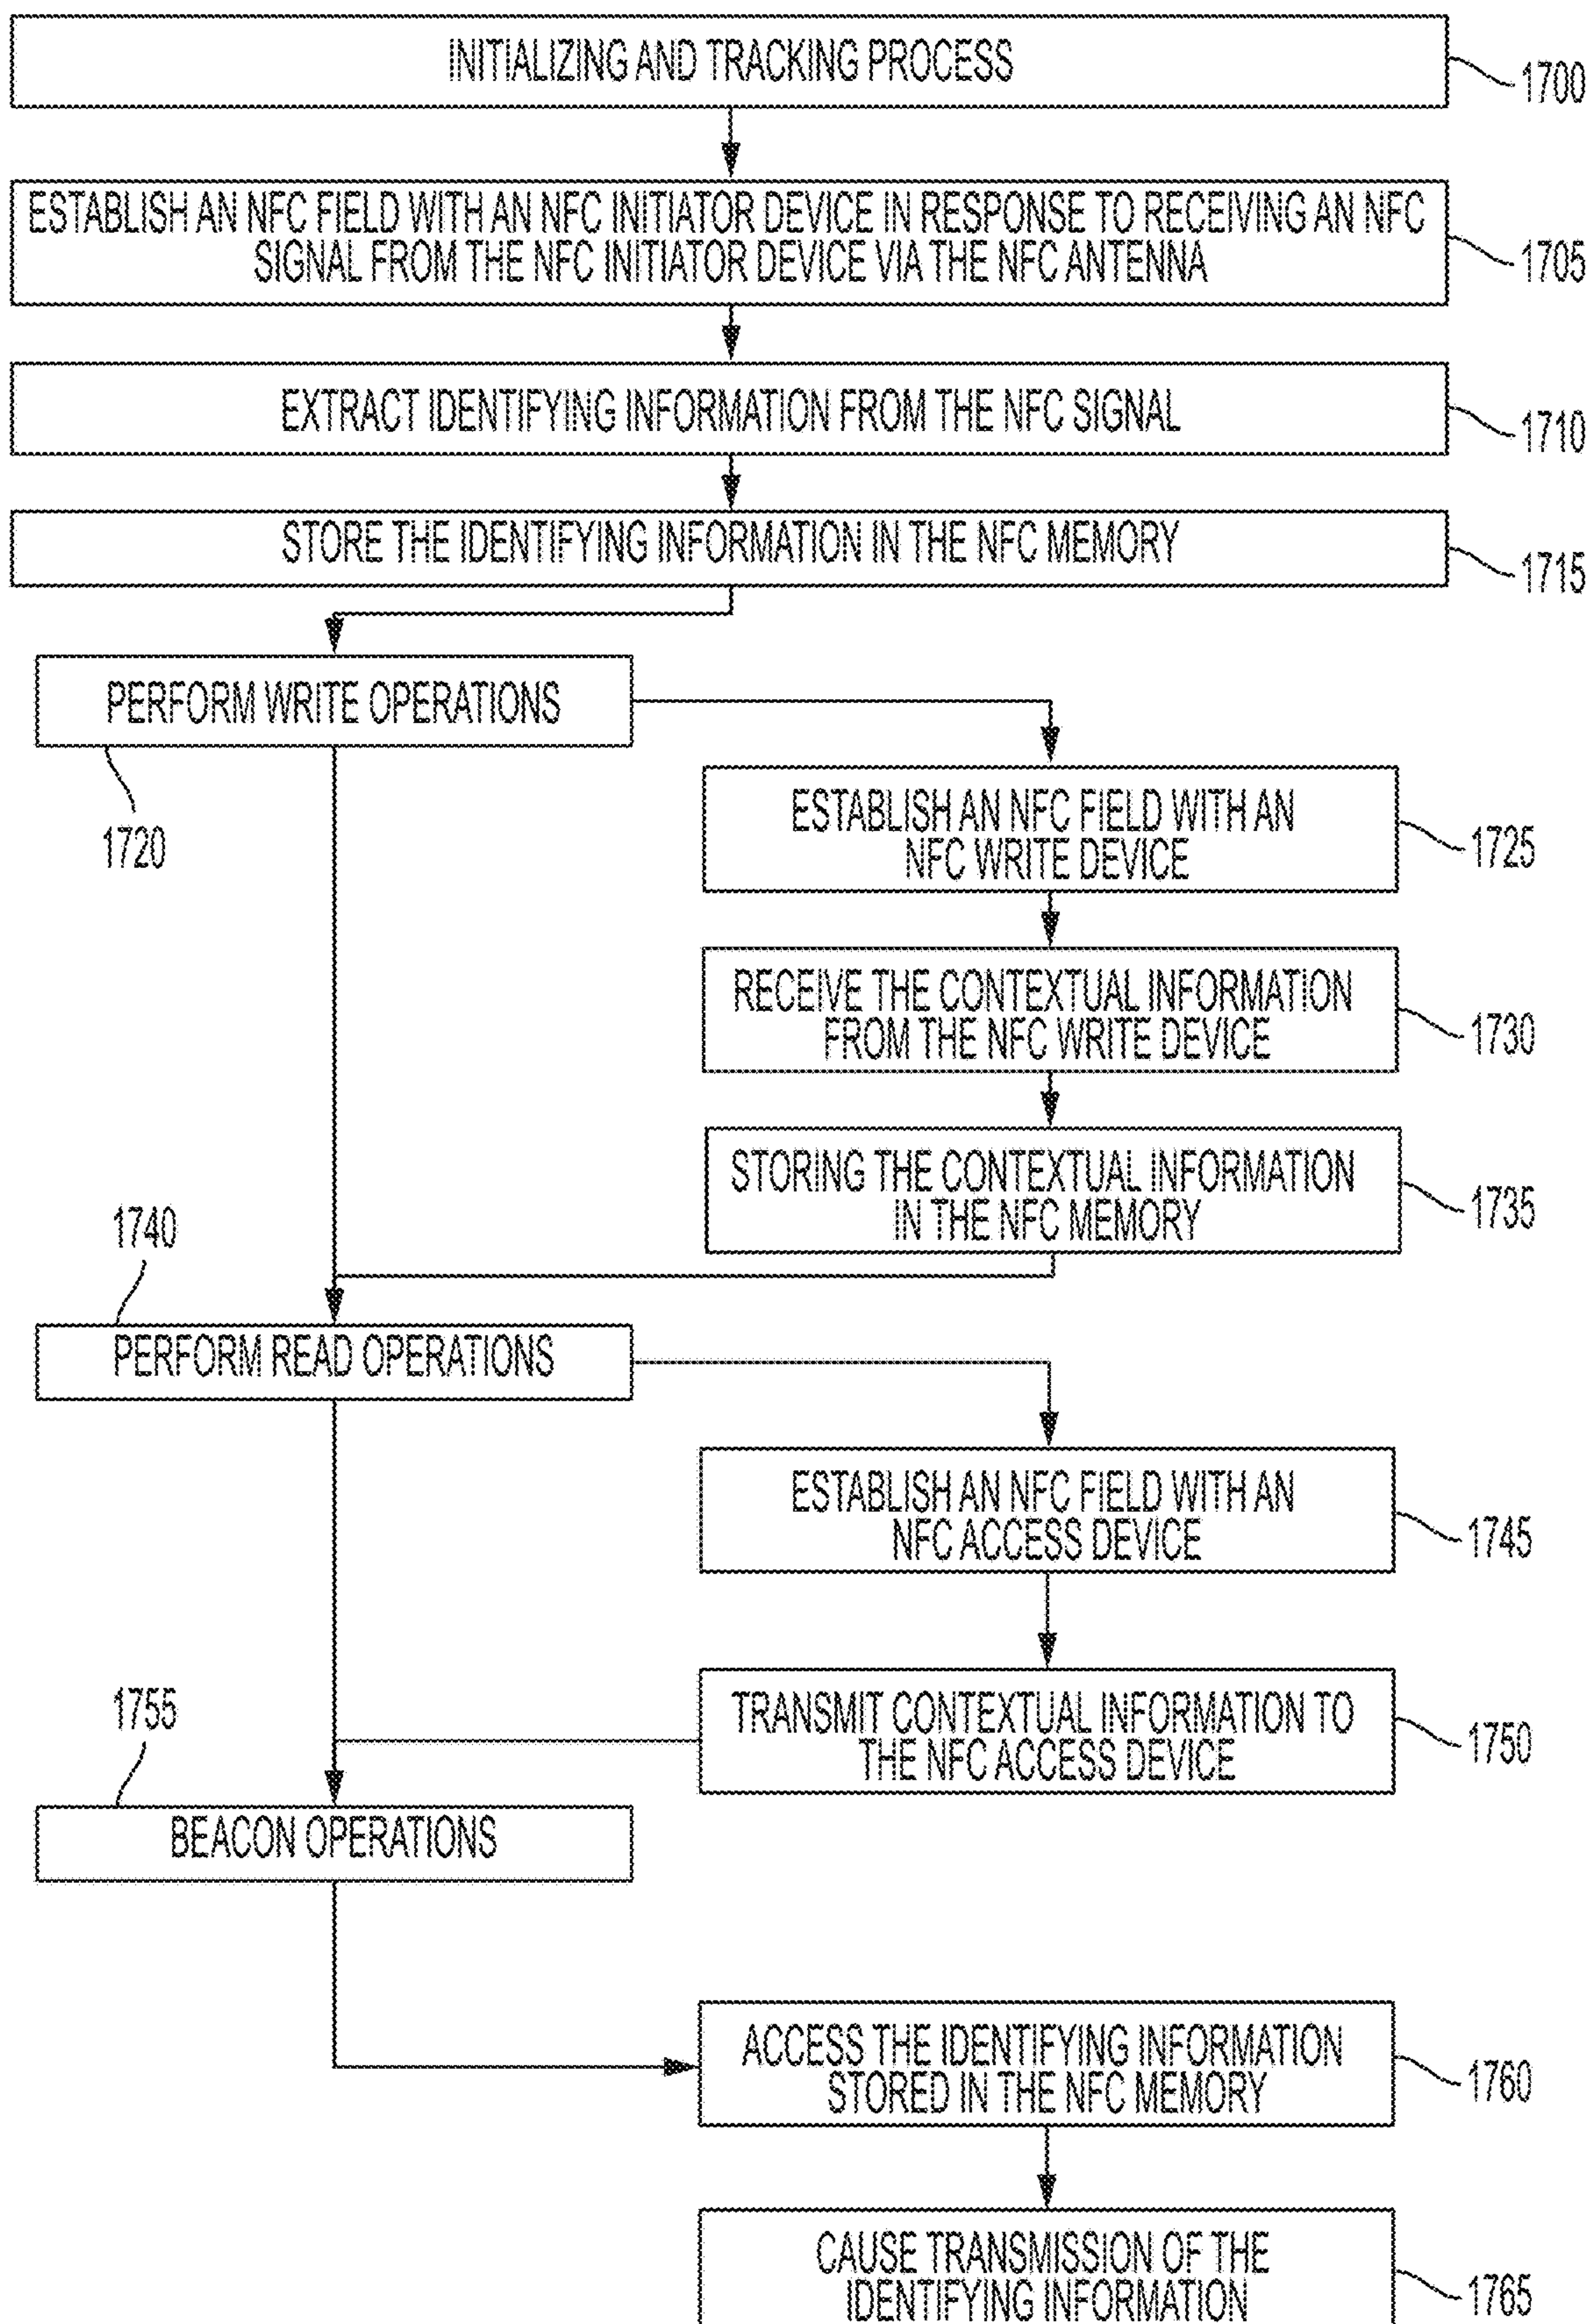 INITIALIZING AND TRACKING PROCESS
1700
ESTABLISH AN NFC FIELD WITH AN NFC INITIATOR DEVICE IN RESPONSE TO RECEIVING AN NFC
SIGNAL FROM THE NFC INITIATOR DEVICE VIA THE NFC ANTENNA
1705
EXTRACT IDENTIFYING INFORMATION FROM THE NFC SIGNAL
1710
STORE THE IDENTIFYING INFORMATION IN THE NFC MEMORY
1715
PERFORM WRITE OPERATIONS
1720
ESTABLISH AN NFC FIELD WITH AN
NFC WRITE DEVICE
1725
RECEIVE THE CONTEXTUAL INFORMATION
FROM THE NFC WRITE DEVICE
1730
STORING THE CONTEXTUAL INFORMATION
IN THE NFC MEMORY
1735
1740
PERFORM READ OPERATIONS
ESTABLISH AN NFC FIELD WITH AN
NFC ACCESS DEVICE
1745
TRANSMIT CONTEXTUAL INFORMATION TO
THE NFC ACCESS DEVICE
1750
1755
BEACON OPERATIONS
ACCESS THE IDENTIFYING INFORMATION
STORED IN THE NFC MEMORY
1760
CAUSE TRANSMISSION OF THE
IDENTIFYING INFORMATION
1765